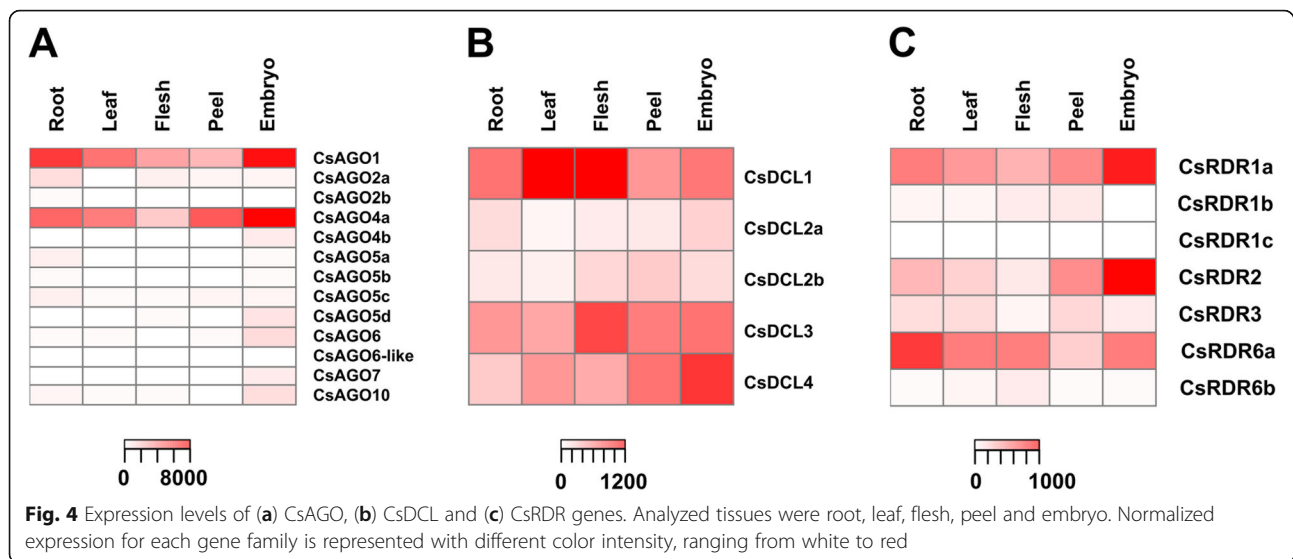 A
Root Leaf Flesh Peel Embryo
CsAGO1
CsAGO2a
CsAGO2b
CsAGO4a
CsAGO4b
CsAGO5a
CsAGO5b
CsAGO5c
CsAGO5d
CsAGO6
CsAGO6-like
CsAGO7
CsAGO10
0 8000
B
Root Leaf Flesh Peel Embryo
CsDCL1
CsDCL2a
CsDCL2b
CsDCL3
CsDCL4
0 1200
C
Root Leaf Flesh Peel Embryo
CsRDR1a
CsRDR1b
CsRDR1c
CsRDR2
CsRDR3
CsRDR6a
CsRDR6b
0 1000
Fig. 4 Expression levels of (a) CsAGO, (b) CsDCL and (c) CsRDR genes. Analyzed tissues were root, leaf, flesh, peel and embryo. Normalized
expression for each gene family is represented with different color intensity, ranging from white to red